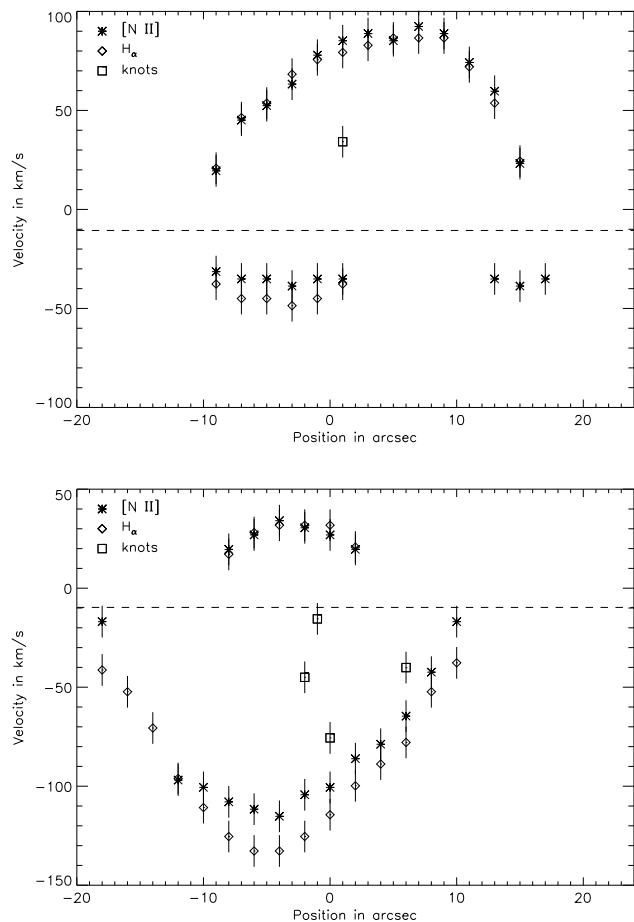 100
[N II]
Hα
knots
50
0
−50
−100
Velocity in km/s
−20
−10
0
10
20
Position in arcsec
50
[N II]
Hα
knots
0
−50
−100
−150
Velocity in km/s
−20
−10
0
10
20
Position in arcsec